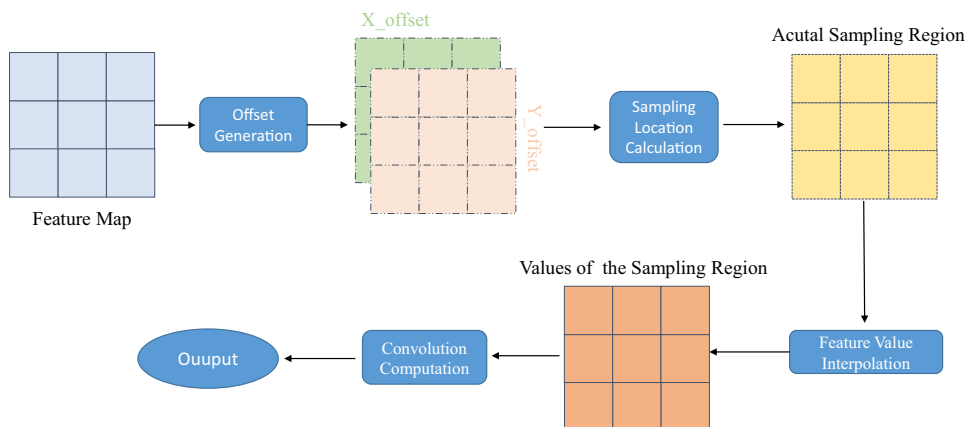 X_offset
Acutal Sampling Region
Offset
Generation
Y_offset
Sampling
Location
Calculation
Feature Map
Values of the Sampling Region
Ouuput
Convolution
Computation
Feature Value
Interpolation